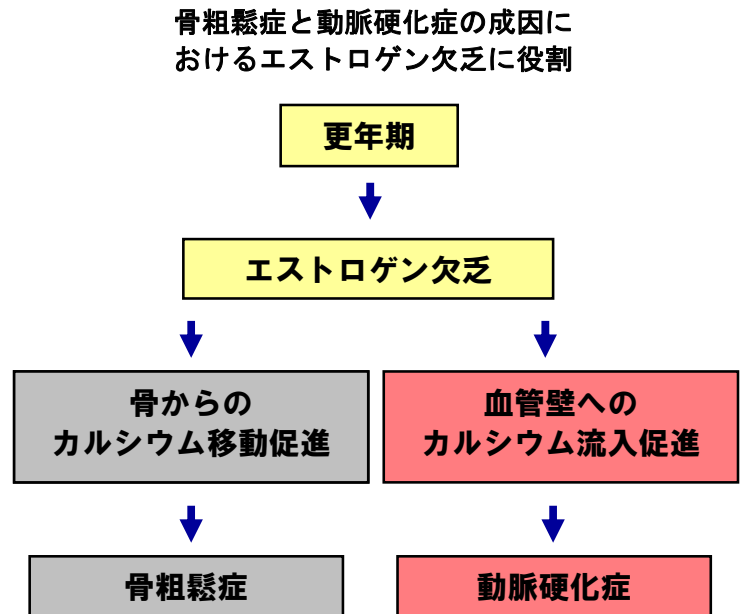 骨粗鬆症と動脈硬化症の成因に
おけるエストロゲン欠乏に役割
更年期
エストロゲン欠乏
骨からの
カルシウム移動促進
血管壁への
カルシウム流入促進
骨粗鬆症
動脈硬化症